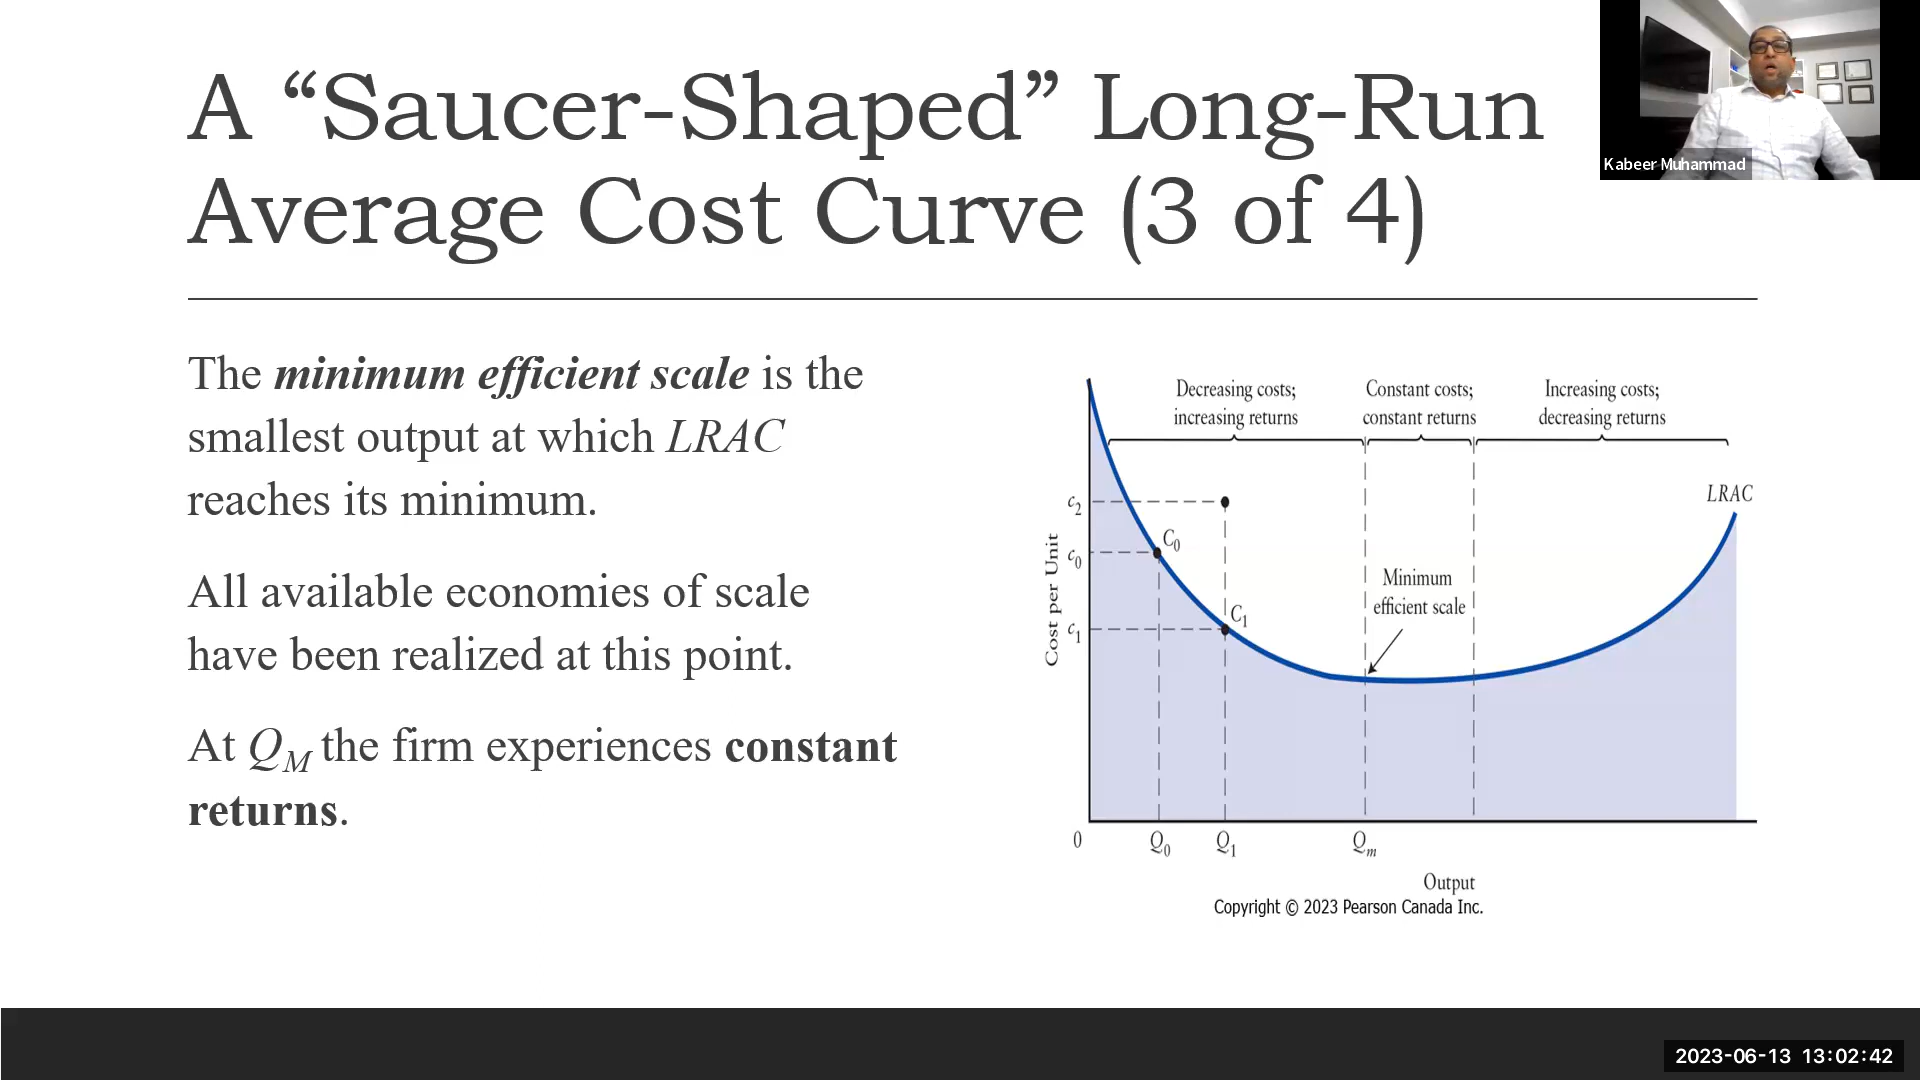 A “Saucer-Shaped” Long-Run
Average Cost Curve (3 of 4)
Kabeer Muhammad
The minimum efficient scale is the
smallest output at which LRAC
reaches its minimum.
All available economies of scale
have been realized at this point.
At QM the firm experiences constant
returns.
Decreasing costs;
increasing returns
Constant costs;
constant returns
Increasing costs;
decreasing returns
LRAC
c2
C0
c0
Minimum
efficient scale
C1
c1
Cost per Unit
0
Q0
Q1
Qm
Output
Copyright © 2023 Pearson Canada Inc.
2023-06-13 13:02:42